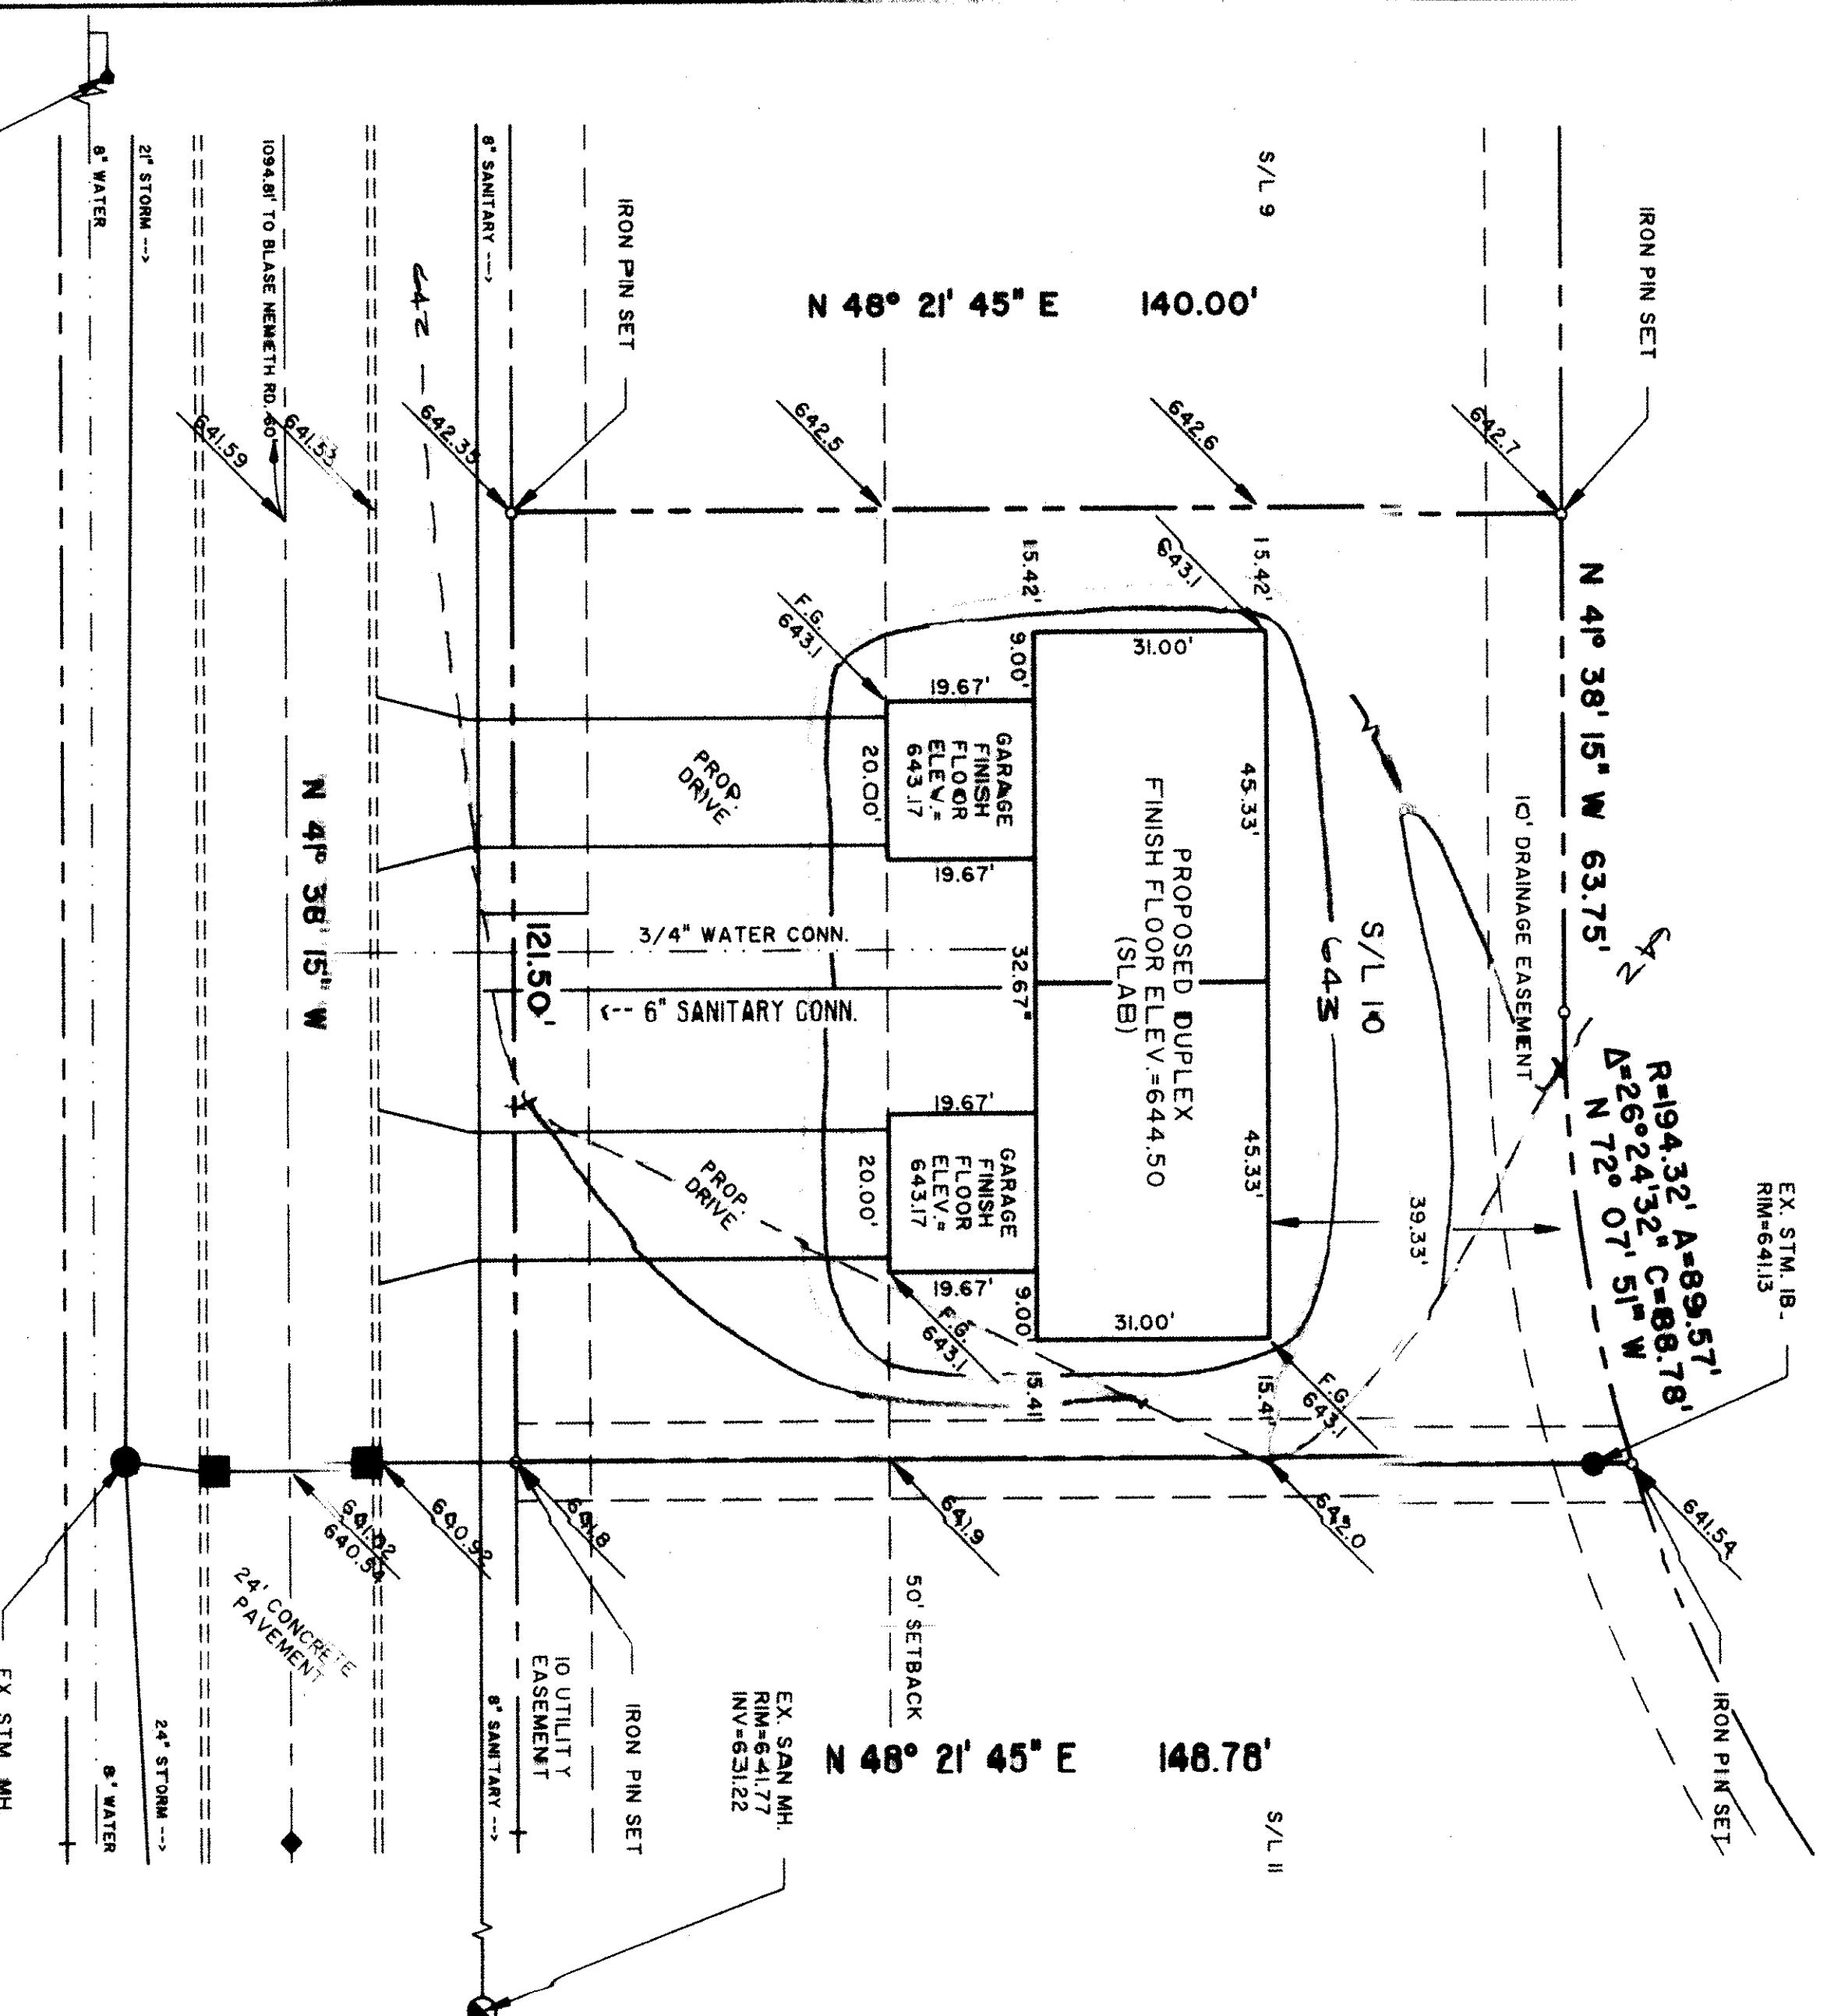 IRON PIN SET
EX. STM. IB.
RIM=641.13
R=194.32' A=89.57'
Δ=26°24'32" C=88.78'
N 72° 07' 51" W
N 41° 38' 15" W 63.75'
IRON PIN SET
641.54
10' DRAINAGE EASEMENT
642.7
S/L 9
642.6
S/L 10
39.33'
642.0
S/L 11
N 48° 21' 45" E 140.00'
643
15.42'
643.1
45.33'
45.33'
F.G.
643.1
15.41'
31.00'
PROPOSED DUPLEX
FINISH FLOOR ELEV.=644.50
(SLAB)
31.00'
15.42'
9.00'
32.67"
9.00'
15.41
642.5
F.G.
643.1
19.67'
GARAGE
FINISH
FLOOR
ELEV.=
643.17
19.67'
20.00'
19.67'
GARAGE
FINISH
FLOOR
ELEV.=
643.17
19.67'
20.00'
F.G.
643.1
641.9
50' SETBACK
N 48° 21' 45" E 148.78'
PROP.
DRIVE
3/4" WATER CONN.
<-- 6" SANITARY CONN.
PROP.
DRIVE
EX. SAN MH.
RIM=641.77
INV=631.22
IRON PIN SET
IRON PIN SET
121.50'
641.8
10 UTILITY
EASEMENT
8" SANITARY --->
642.35
8" SANITARY -->
642
640.92
641.53
N 41° 38' 15" W
641.02
640.54
24' CONCRETE
PAVEMENT
1094.81' TO BLASE NEMETH RD. 60'
641.59
21" STORM -->
24" STORM -->
8" WATER
8" WATER
EX STM MH